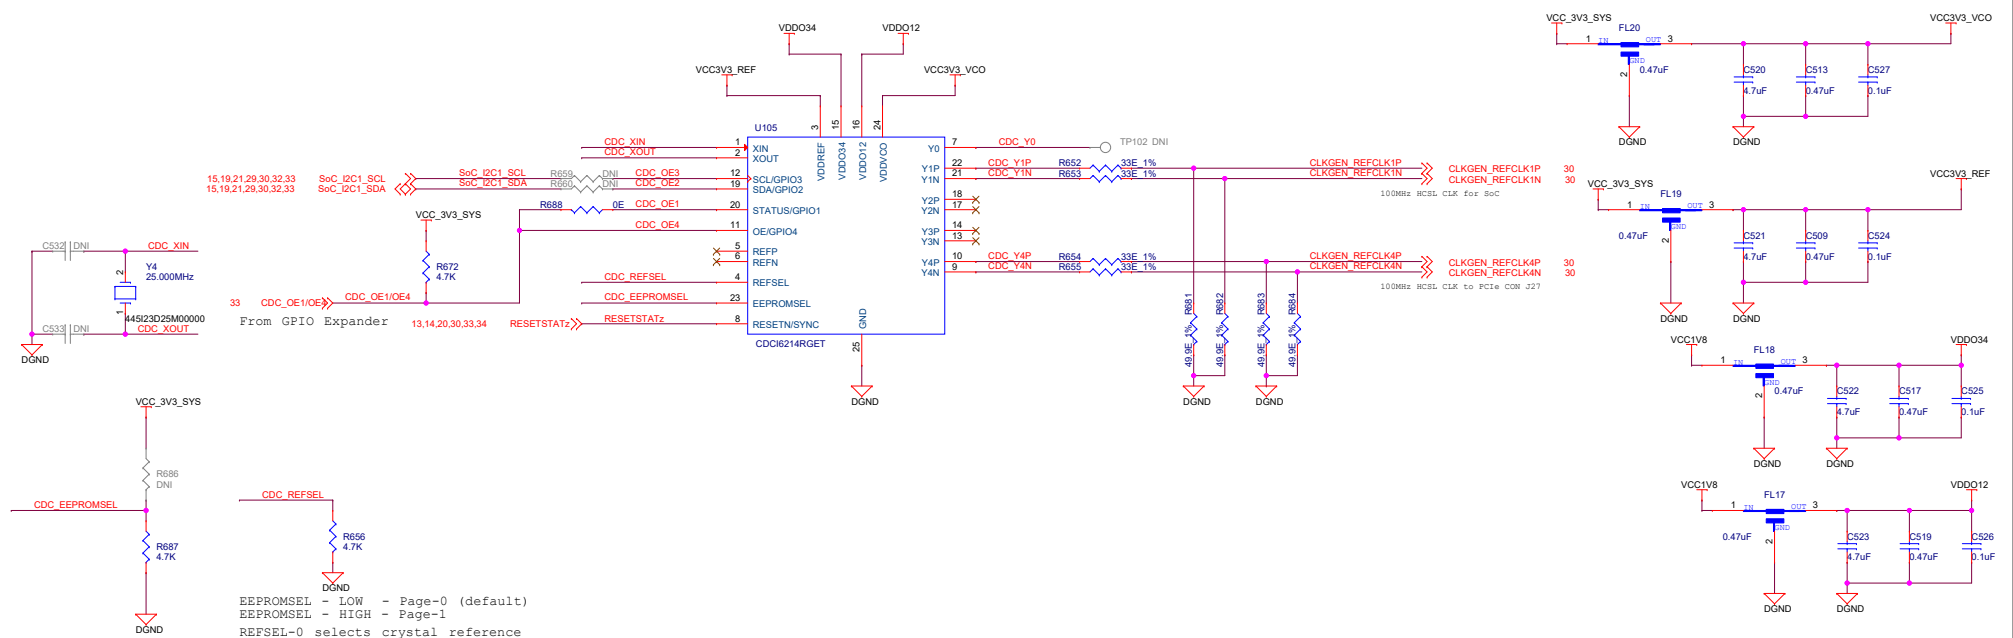 VDDO34
VDDO12
VCC3V3_REF
VCC3V3_VCO
U105
3
15
16
24
VDDREF
VDDO34
VDDO12
VDDVCO
CDC_XIN 1 XIN
CDC_XOUT 2 XOUT
15,19,21,29,30,32,33 SoC_I2C1_SCL SoC_I2C1_SCL R659 DNI CDC_OE3 12 SCL/GPIO3
15,19,21,29,30,32,33 SoC_I2C1_SDA SoC_I2C1_SDA R660 DNI CDC_OE2 19 SDA/GPIO2
R688 0E CDC_OE1 20 STATUS/GPIO1
VCC_3V3_SYS
CDC_OE4 11 OE/GPIO4
5 REFP
6 REFN
R672
4.7K
CDC_REFSEL 4 REFSEL
33 CDC_OE1/OE4 CDC_OE1/OE4
CDC_EEPROMSEL 23 EEPROMSEL
From GPIO Expander
13,14,20,30,33,34 RESETSTATz RESETSTATz 8 RESETN/SYNC
CDCI6214RGET
GND
25
DGND
Y0 7 CDC_Y0 TP102 DNI
Y1P 22 CDC_Y1P R652 33E_1% CLKGEN_REFCLK1P CLKGEN_REFCLK1P 30
Y1N 21 CDC_Y1N R653 33E_1% CLKGEN_REFCLK1N CLKGEN_REFCLK1N 30
100MHz HCSL CLK for SoC
Y2P 18
Y2N 17
Y3P 14
Y3N 13
Y4P 10 CDC_Y4P R654 33E_1% CLKGEN_REFCLK4P CLKGEN_REFCLK4P 30
Y4N 9 CDC_Y4N R655 33E_1% CLKGEN_REFCLK4N CLKGEN_REFCLK4N 30
100MHz HCSL CLK to PCIe CON J27
49.9E_1% R681
49.9E_1% R682
49.9E_1% R683
49.9E_1% R684
DGND
DGND
C532 DNI CDC_XIN
2 Y4
25.000MHz
1
445I23D25M00000
C533 DNI CDC_XOUT
DGND
VCC_3V3_SYS
R686
DNI
CDC_EEPROMSEL
R687
4.7K
DGND
CDC_REFSEL
R656
4.7K
DGND
EEPROMSEL - LOW - Page-0 (default)
EEPROMSEL - HIGH - Page-1
REFSEL-0 selects crystal reference
VCC_3V3_SYS VCC3V3_VCO
FL20
1 IN OUT 3
GND
2
0.47uF
C520 C513 C527
4.7uF 0.47uF 0.1uF
DGND DGND
VCC_3V3_SYS VCC3V3_REF
FL19
1 IN OUT 3
GND
2
0.47uF
C521 C509 C524
4.7uF 0.47uF 0.1uF
DGND DGND
VCC1V8 VDDO34
FL18
1 IN OUT 3
GND
2
0.47uF
C522 C517 C525
4.7uF 0.47uF 0.1uF
DGND DGND
VCC1V8 VDDO12
FL17
1 IN OUT 3
GND
2
0.47uF
C523 C519 C526
4.7uF 0.47uF 0.1uF
DGND DGND